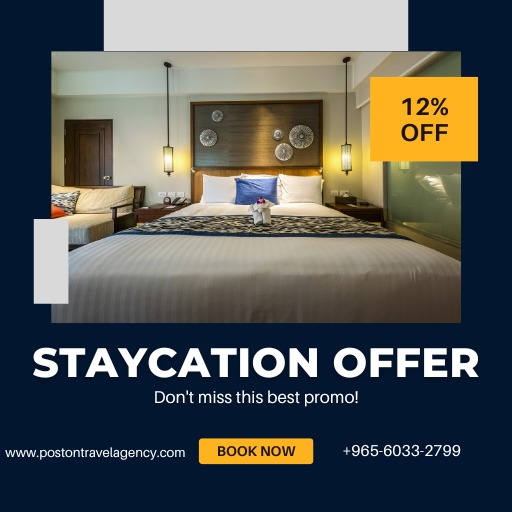 12%
OFF
STAYCATION OFFER
Don't miss this best promo!
www.postontravelagency.com
BOOK NOW
+965-6033-2799